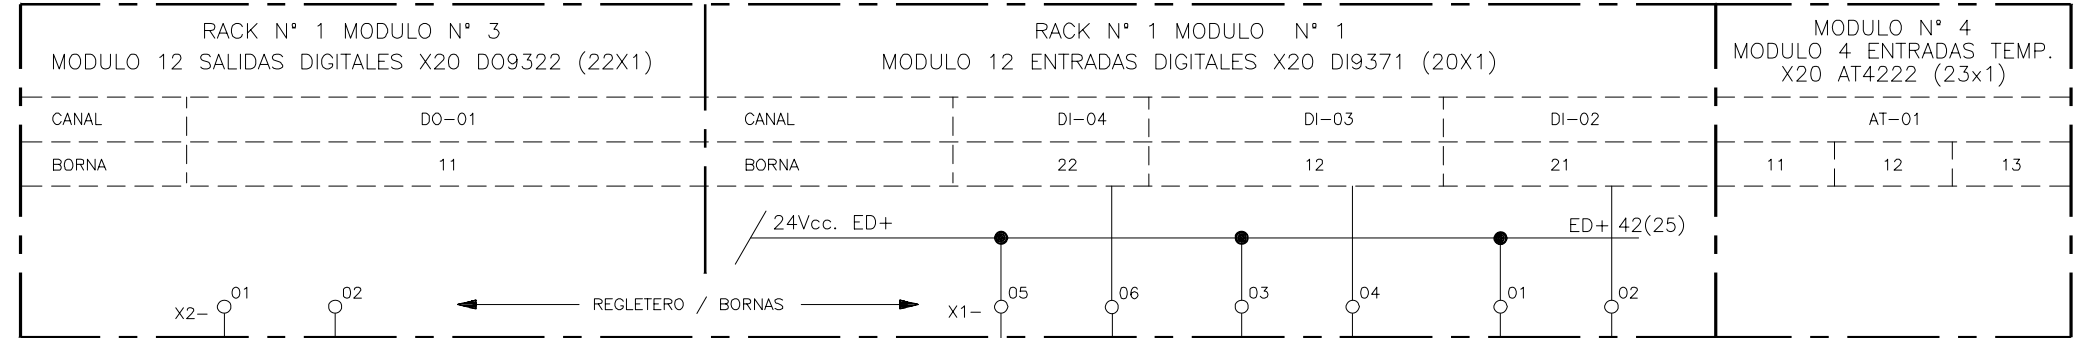 RACK N° 1 MODULO N° 3
MODULO 12 SALIDAS DIGITALES X20 DO9322 (22X1)
RACK N° 1 MODULO N° 1
MODULO 12 ENTRADAS DIGITALES X20 DI9371 (20X1)
MODULO N° 4
MODULO 4 ENTRADAS TEMP.
X20 AT4222 (23x1)
CANAL DO-01 CANAL DI-04 DI-03 DI-02 AT-01
BORNA 11 BORNA 22 12 21 11 12 13
24Vcc. ED+ ED+ 42(25)
X2- 01 02 REGLETERO / BORNAS X1- 05 06 03 04 01 02